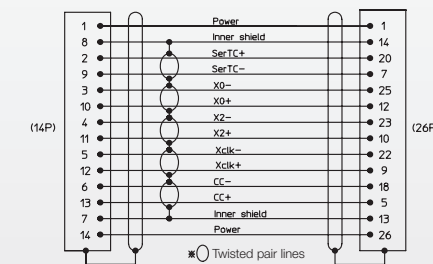 1 Power 1
8 Inner shield 14
2 SerTC+ 20
9 SerTC- 7
3 X0- 25
10 X0+ 12
4 X2- 23
11 X2+ 10
5 Xclk- 22
12 Xclk+ 9
6 CC- 18
13 CC+ 5
7 Inner shield 13
14 Power 26
(14P)
(26P
※ Twisted pair lines